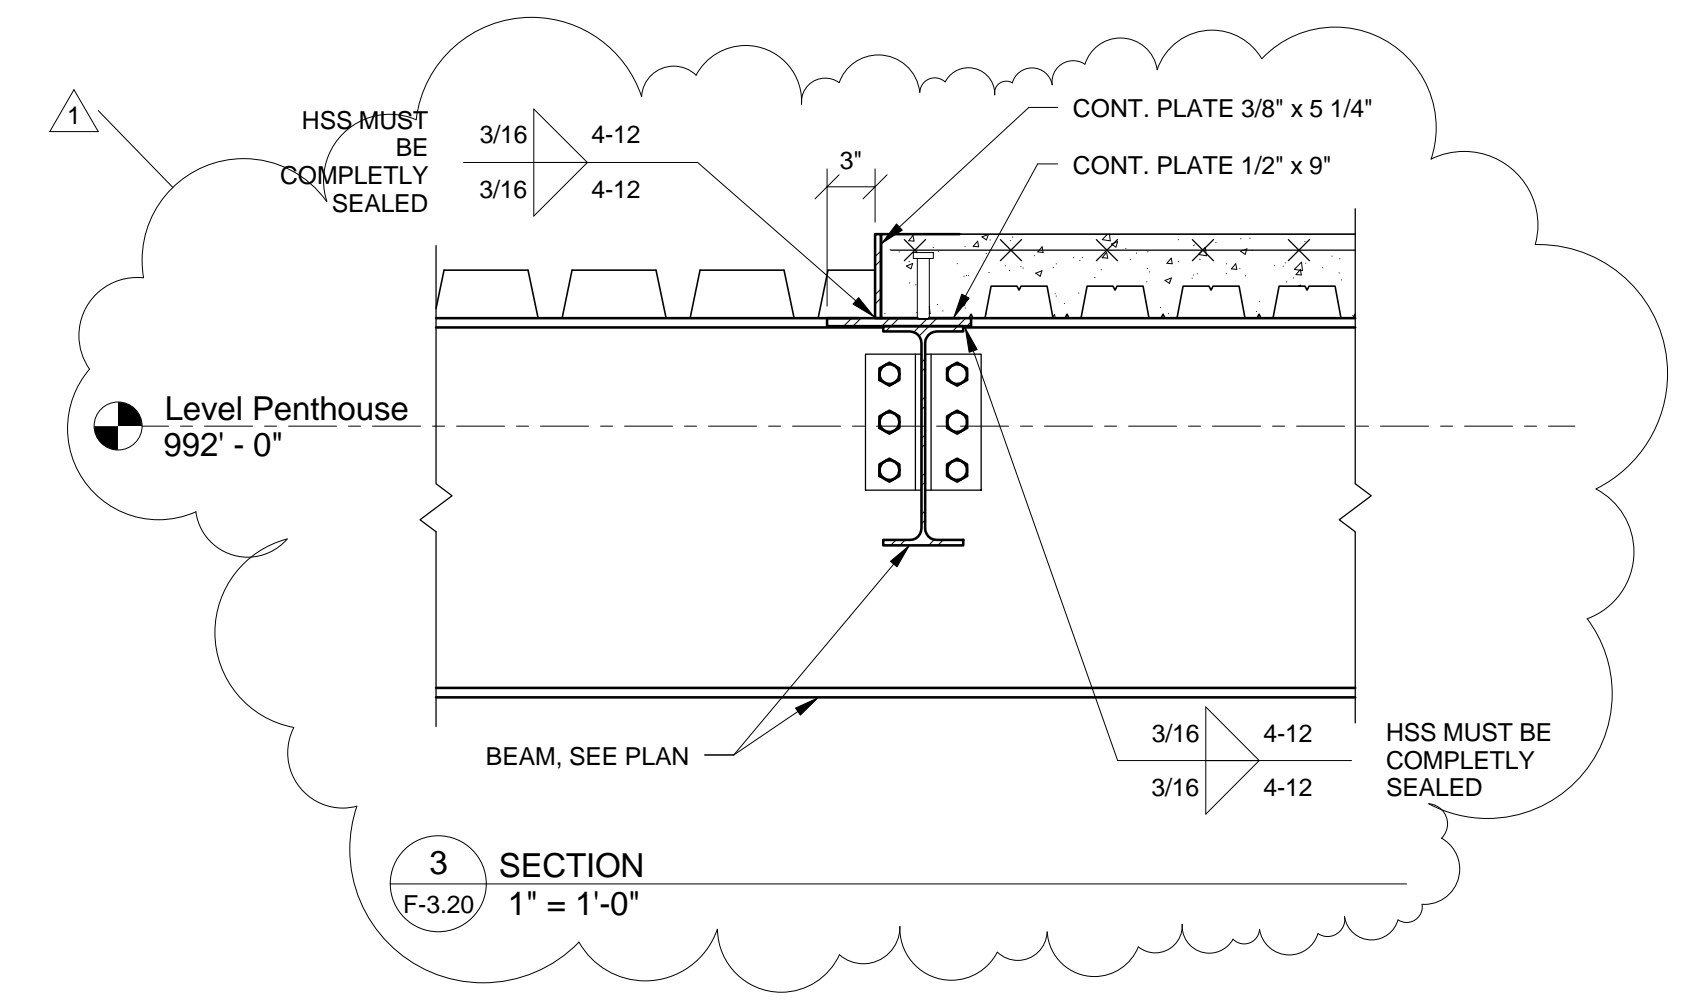 1
HSS MUST
BE
COMPLETLY
SEALED
3/16 4-12
3/16 4-12
3"
CONT. PLATE 3/8" x 5 1/4"
CONT. PLATE 1/2" x 9"
Level Penthouse
992' - 0"
BEAM, SEE PLAN
3/16 4-12
3/16 4-12
HSS MUST BE
COMPLETLY
SEALED
3
F-3.20
SECTION
1" = 1'-0"